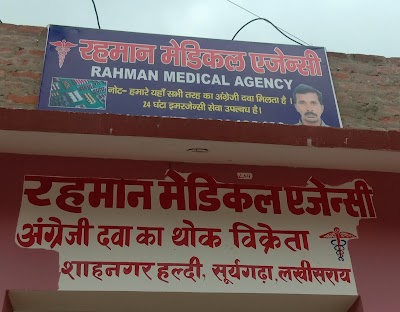 रहमान मेडिकल एजेन्सी
RAHMAN MEDICAL AGENCY
नोट- हमारे यहाँ सभी तरह का अंग्रेजी दवा मिलता है।
24 घंटा इमरजेन्सी सेवा उपलब्ध है।
रहमान मेडिकल एजेन्सी
अंग्रेजी दवा का थोक विक्रेता
शाहनगर हल्दी, सुर्यगढ़ा, लखीसराय